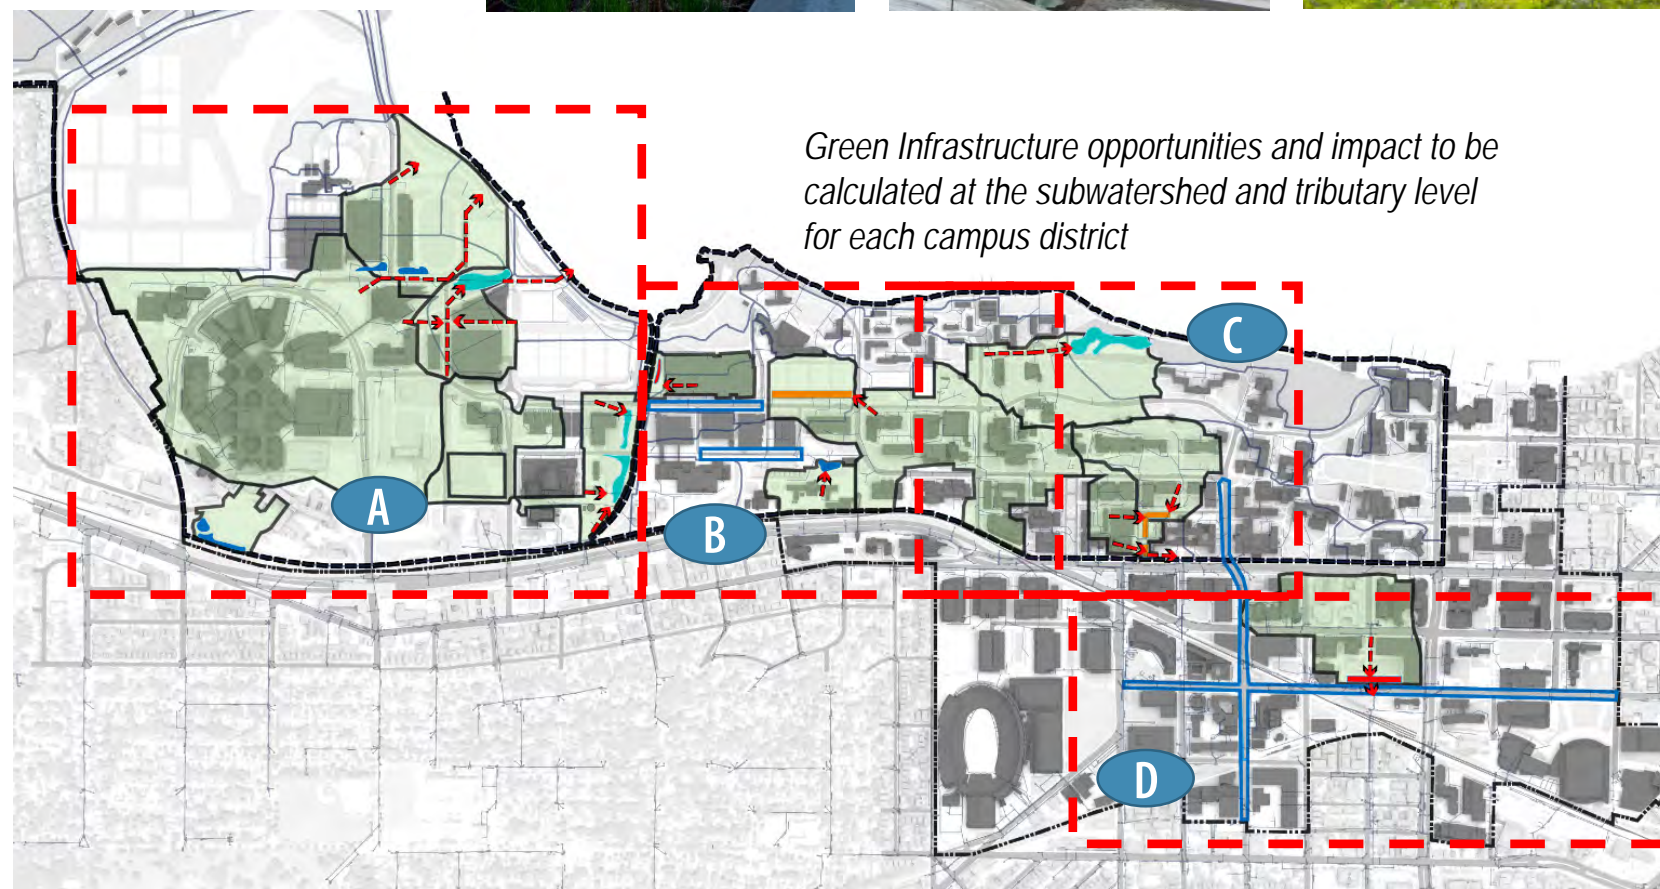 Green Infrastructure opportunities and impact to be
calculated at the subwatershed and tributary level
for each campus district
C
A
B
D